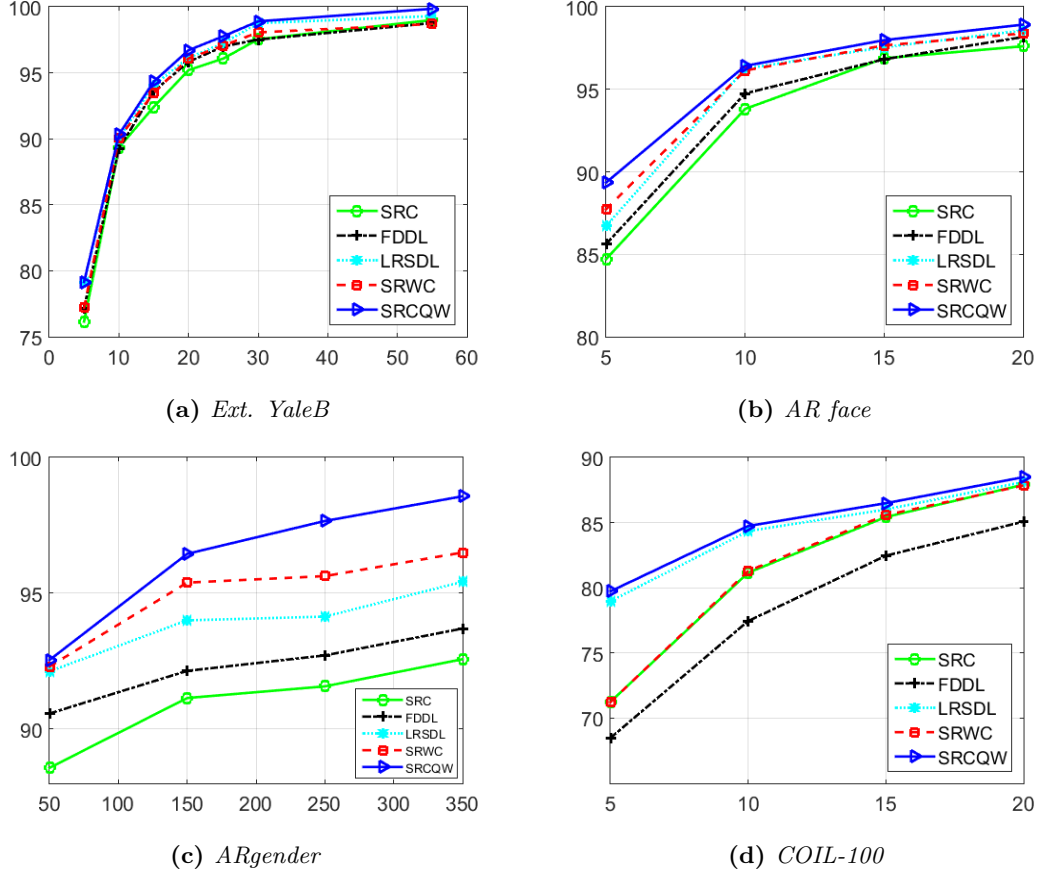 100
95
90
85
80
75
0
10
20
30
40
50
60
SRC
FDDL
LRSDL
SRWC
SRCQW
(a) Ext. YaleB
100
95
90
85
80
5
10
15
20
SRC
FDDL
LRSDL
SRWC
SRCQW
(b) AR face
100
95
90
50
100
150
200
250
300
350
SRC
FDDL
LRSDL
SRWC
SRCQW
(c) ARgender
90
85
80
75
70
5
10
15
20
SRC
FDDL
LRSDL
SRWC
SRCQW
(d) COIL-100